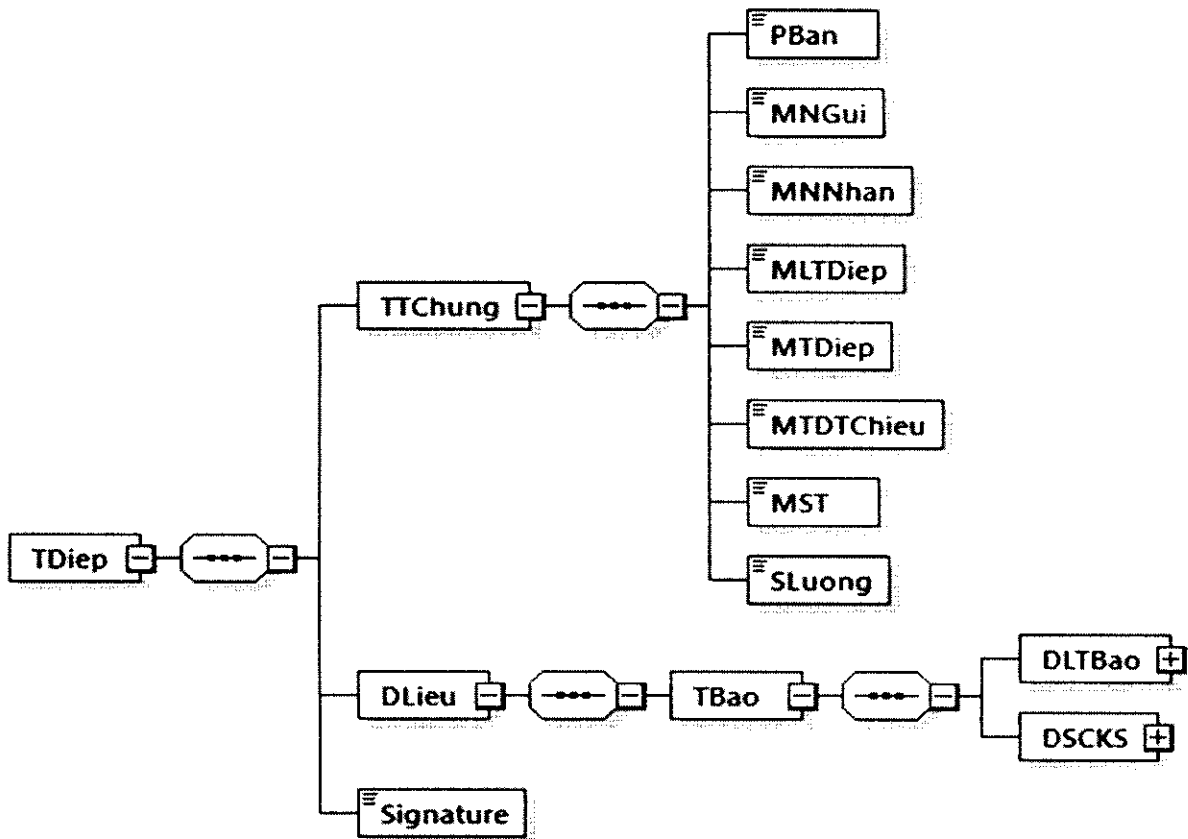 PBan
MNGui
MNNhan
MLTDiep
TTChung
MTDiep
MTDTChieu
MST
TDiep
SLuong
DLieu
TBao
DLTBao
DSCKS
Signature